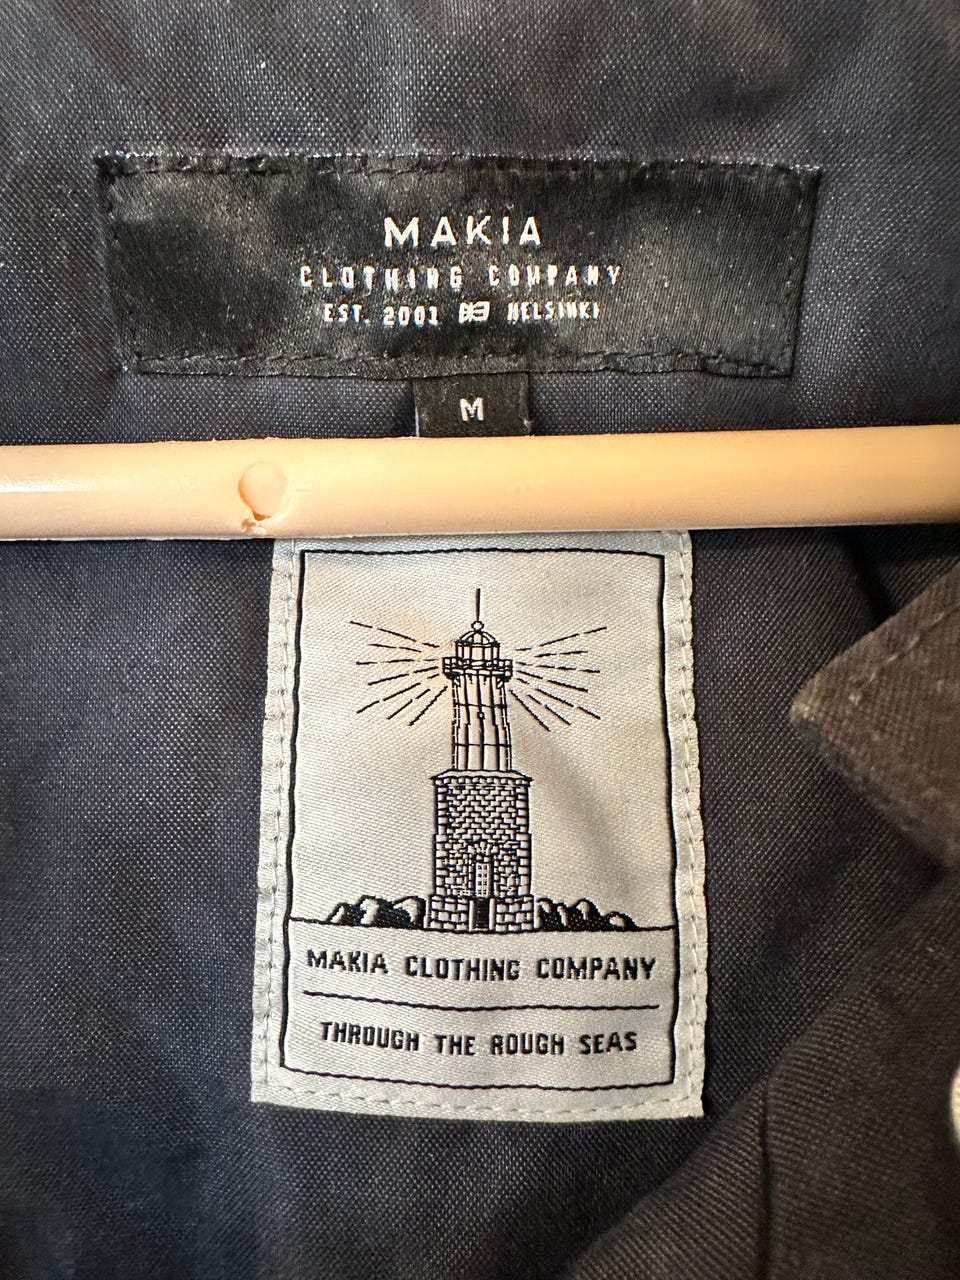 MAKIA
CLOTHING COMPANY
EST. 2001 HELSINKI
M
MAKIA CLOTHING COMPANY
THROUGH THE ROUGH SEAS